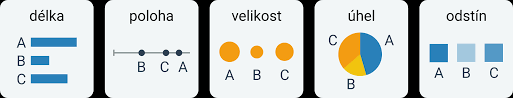 délka
A
B
C
poloha
B C A
velikost
A B C
úhel
C A
B
odstín
A B C